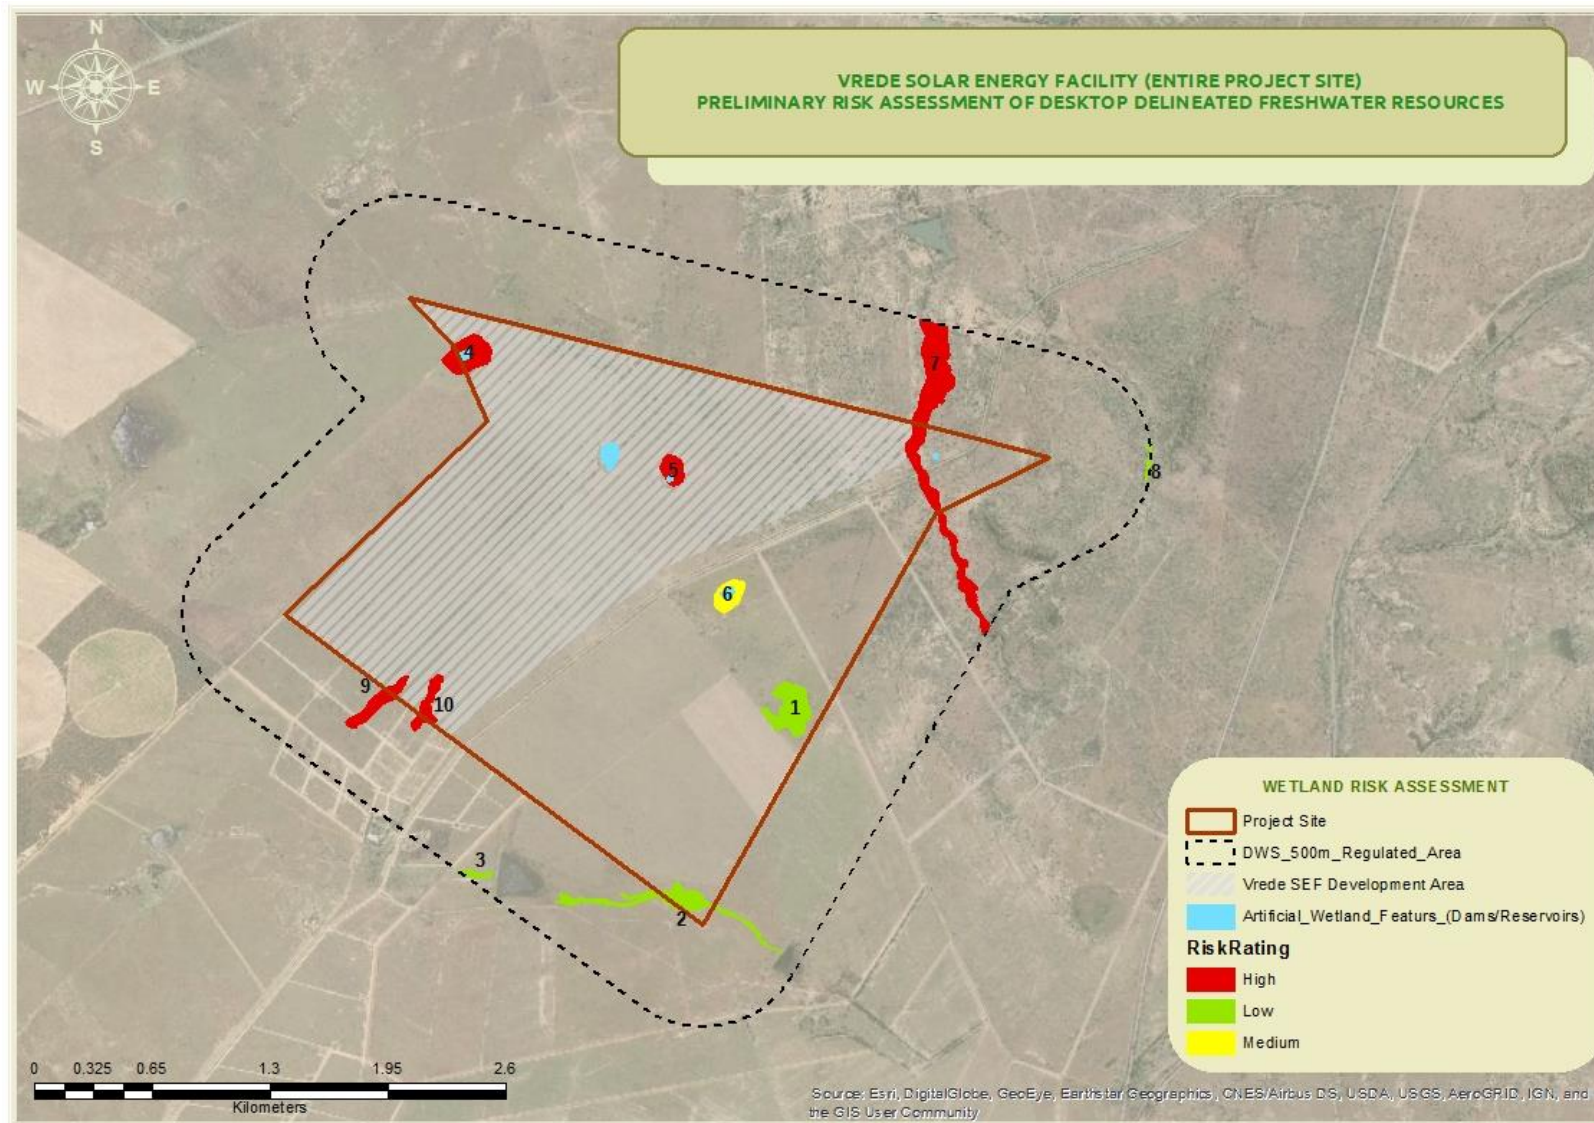 N
W E
S
VREDE SOLAR ENERGY FACILITY (ENTIRE PROJECT SITE)
PRELIMINARY RISK ASSESSMENT OF DESKTOP DELINEATED FRESHWATER RESOURCES
4
7
5
8
6
9
10
1
3
2
WETLAND RISK ASSESSMENT
Project Site
DWS_500m_Regulated_Area
Vrede SEF Development Area
Artificial_Wetland_Featurs_(Dams/Reservoirs)
RiskRating
High
Low
Medium
0 0.325 0.65 1.3 1.95 2.6
Kilometers
Source: Esri, DigitalGlobe, GeoEye, Earthstar Geographics, CNES/Airbus DS, USDA, USGS, AeroGRID, IGN, and
the GIS User Community